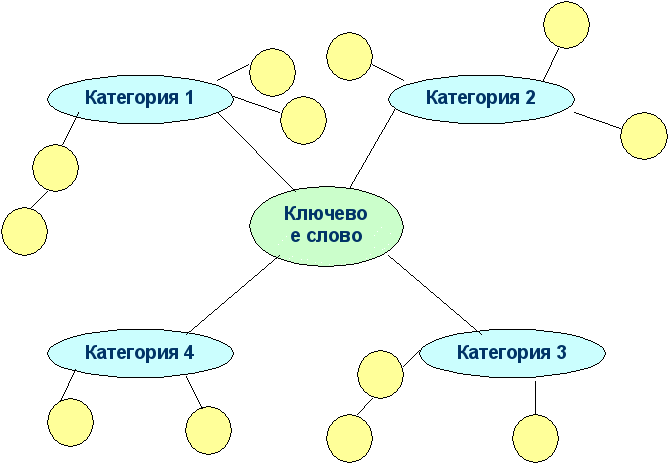 Категория 1
Категория 2
Ключево
е слово
Категория 4
Категория 3